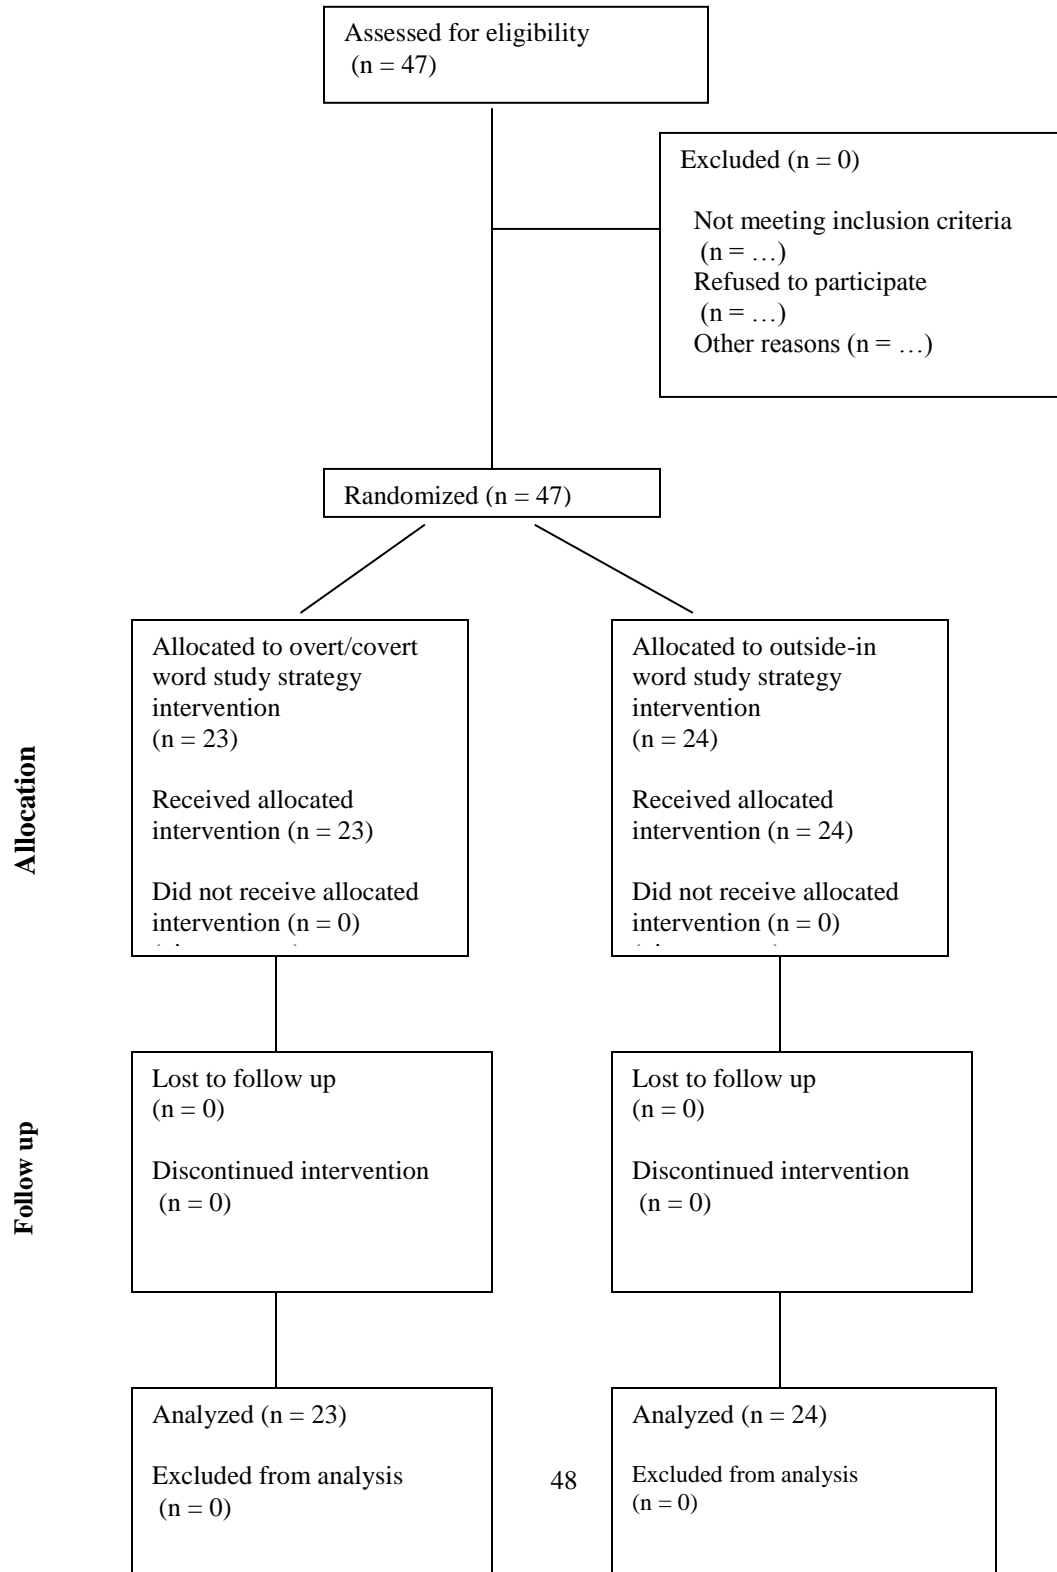 Assessed for eligibility
(n = 47)
Excluded (n = 0)
Not meeting inclusion criteria
(n = …)
Refused to participate
(n = …)
Other reasons (n = …)
Randomized (n = 47)
Allocation
Allocated to overt/covert
word study strategy
intervention
(n = 23)
Received allocated
intervention (n = 23)
Did not receive allocated
intervention (n = 0)
Allocated to outside-in
word study strategy
intervention
(n = 24)
Received allocated
intervention (n = 24)
Did not receive allocated
intervention (n = 0)
Follow up
Lost to follow up
(n = 0)
Discontinued intervention
(n = 0)
Lost to follow up
(n = 0)
Discontinued intervention
(n = 0)
Analyzed (n = 23)
Excluded from analysis
(n = 0)
48
Analyzed (n = 24)
Excluded from analysis
(n = 0)